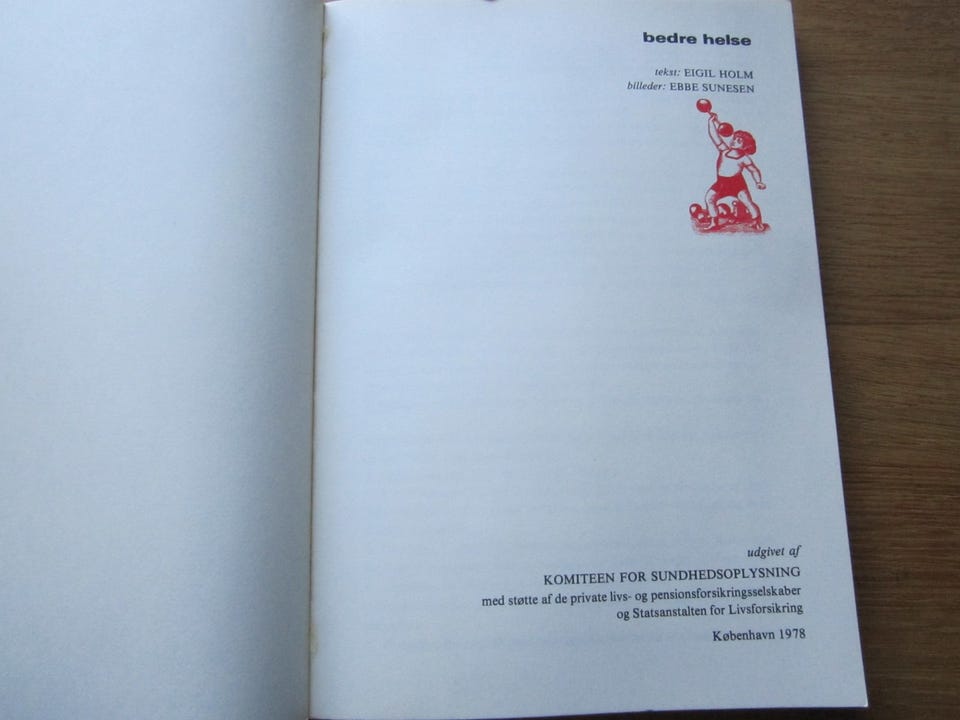 bedre helse
tekst: EIGIL HOLM
billeder: EBBE SUNESEN
udgivet af
KOMITEEN FOR SUNDHEDSOPLYSNING
med støtte af de private livs- og pensionsforsikringsselskaber
og Statsanstalten for Livsforsikring
København 1978